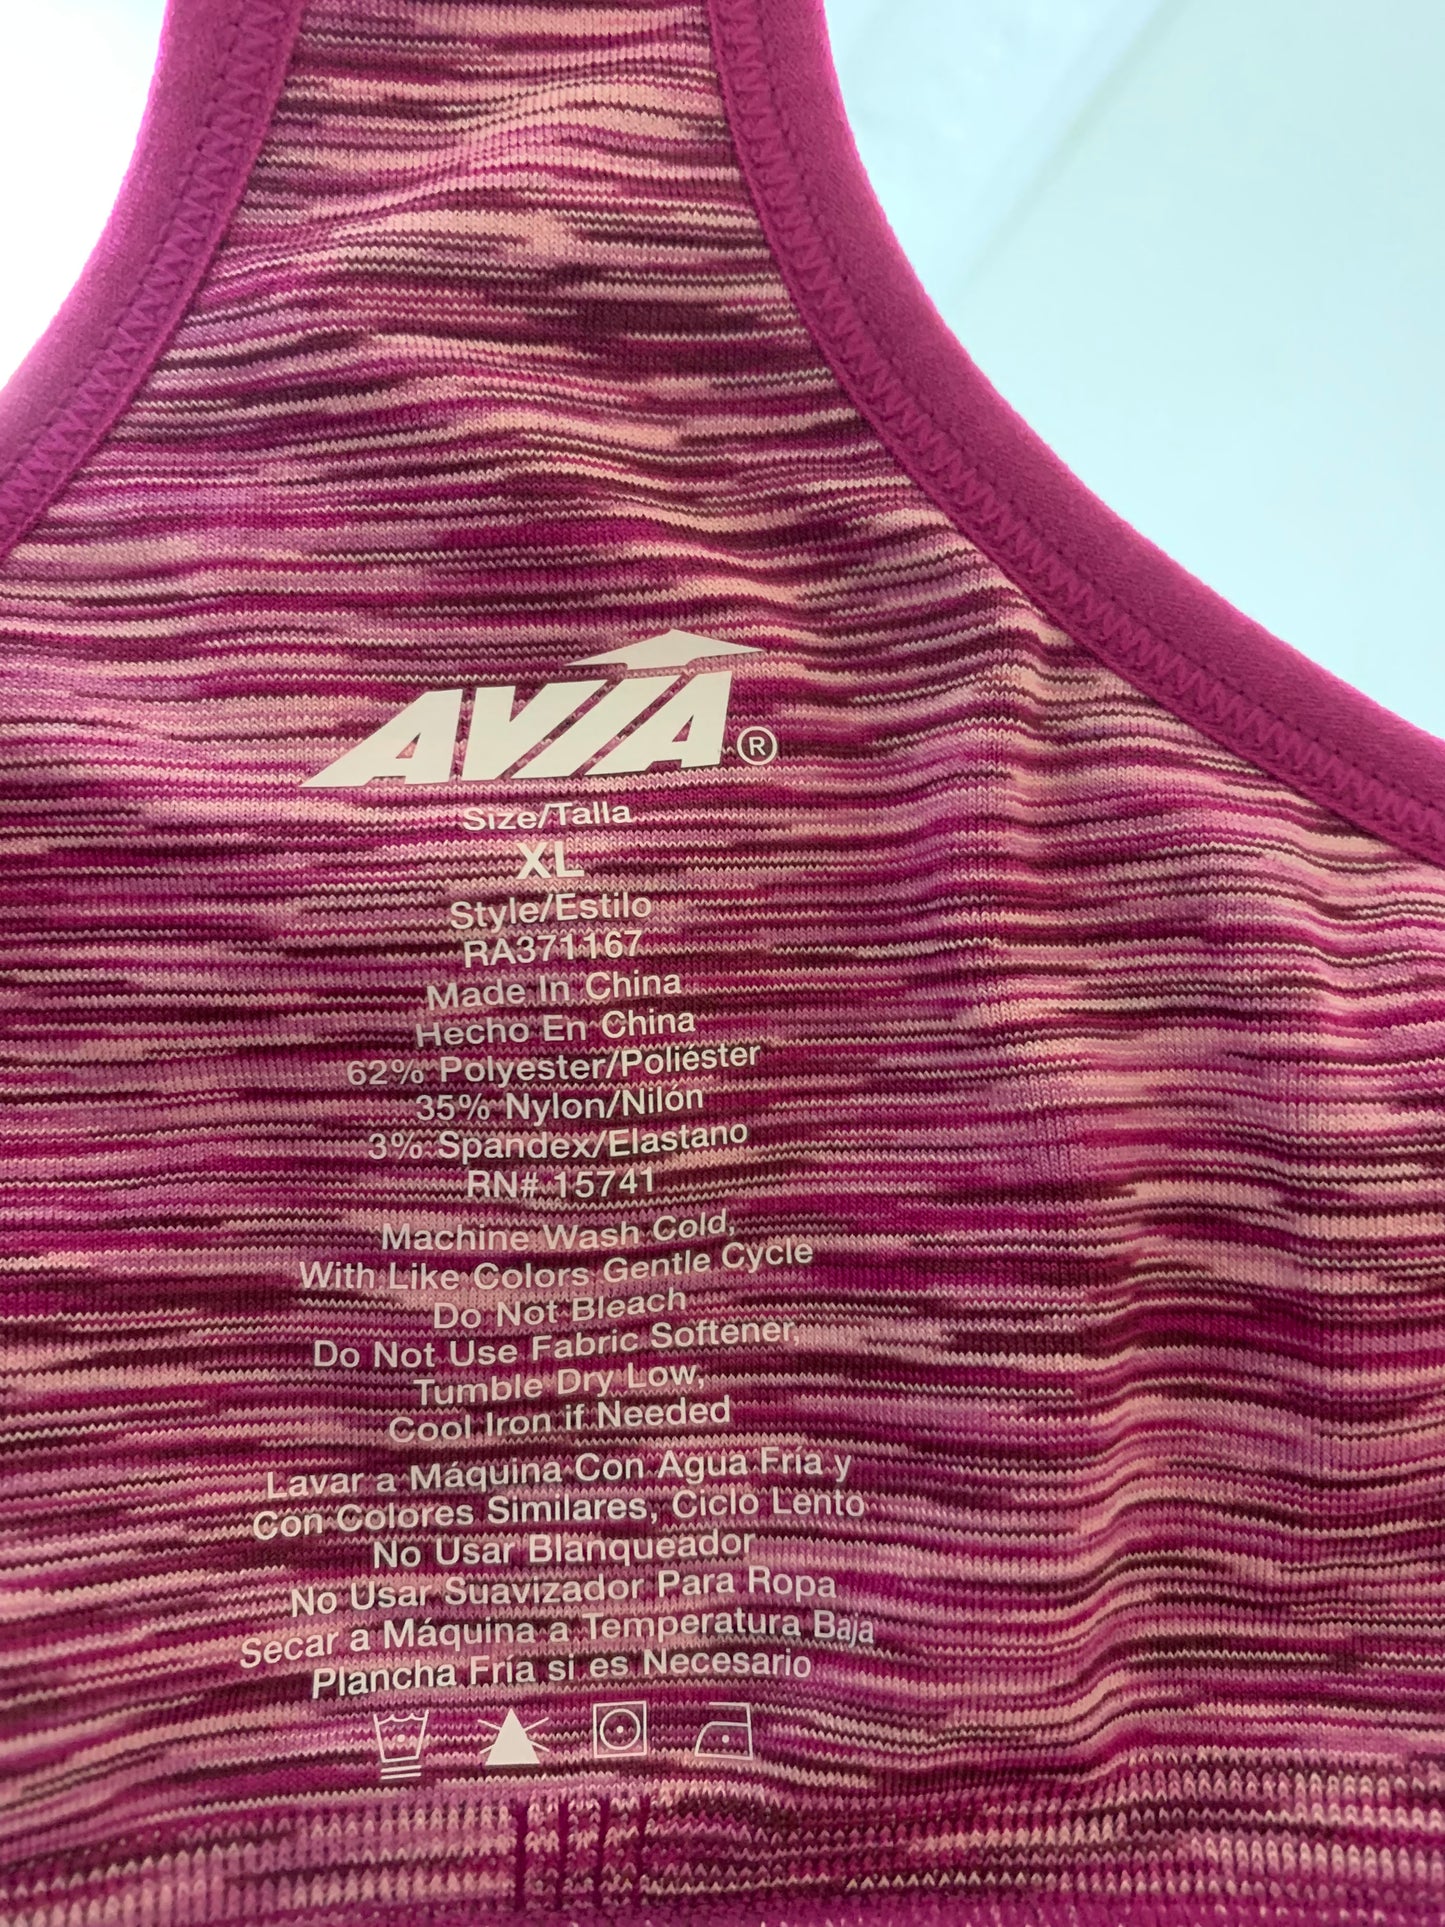 AVIA®
Size/Talla
XL
Style/Estilo
RA371167
Made In China
Hecho En China
62% Polyester/Poliéster
35% Nylon/Nilón
3% Spandex/Elastano
RN# 15741
Machine Wash Cold,
With Like Colors Gentle Cycle
Do Not Bleach
Do Not Use Fabric Softener,
Tumble Dry Low,
Cool Iron if Needed
Lavar a Máquina Con Agua Fría y
Con Colores Similares, Ciclo Lento
No Usar Blanqueador
No Usar Suavizador Para Ropa
Secar a Máquina a Temperatura Baja
Plancha Fría si es Necesario